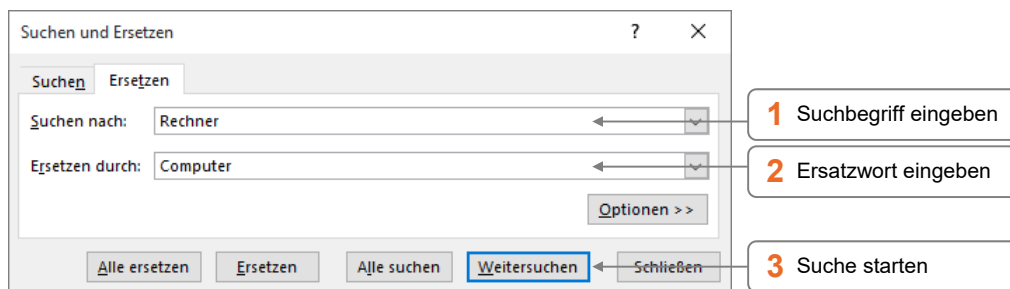 Suchen und Ersetzen ?
Suchen Ersetzen
Suchen nach: Rechner
1 Suchbegriff eingeben
Ersetzen durch: Computer
2 Ersatzwort eingeben
Optionen >>
Alle ersetzen Ersetzen Alle suchen Weitersuchen Schließen
3 Suche starten